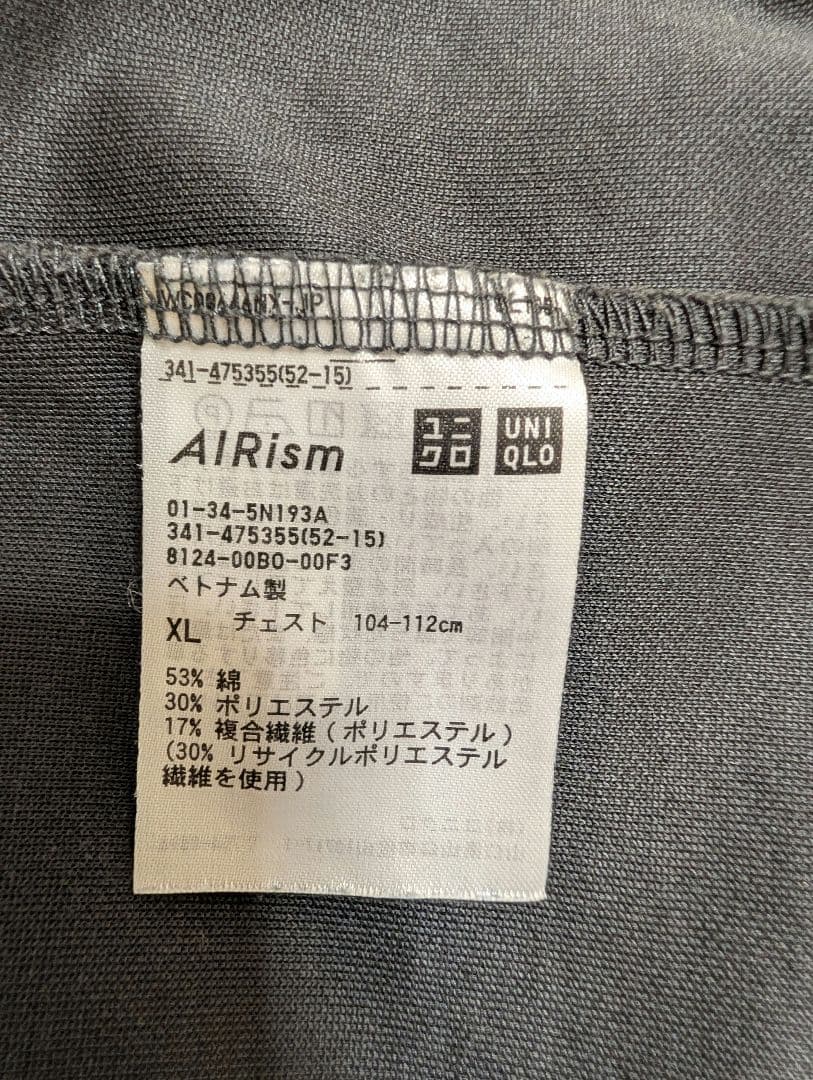 341-475355(52-15)
AIRism
ユニ
クロ
UNI
QLO
01-34-5N193A
341-475355(52-15)
8124-00B0-00F3
ベトナム製
XL チェスト 104-112cm
53% 綿
30% ポリエステル
17% 複合繊維(ポリエステル)
(30% リサイクルポリエステル
繊維を使用)